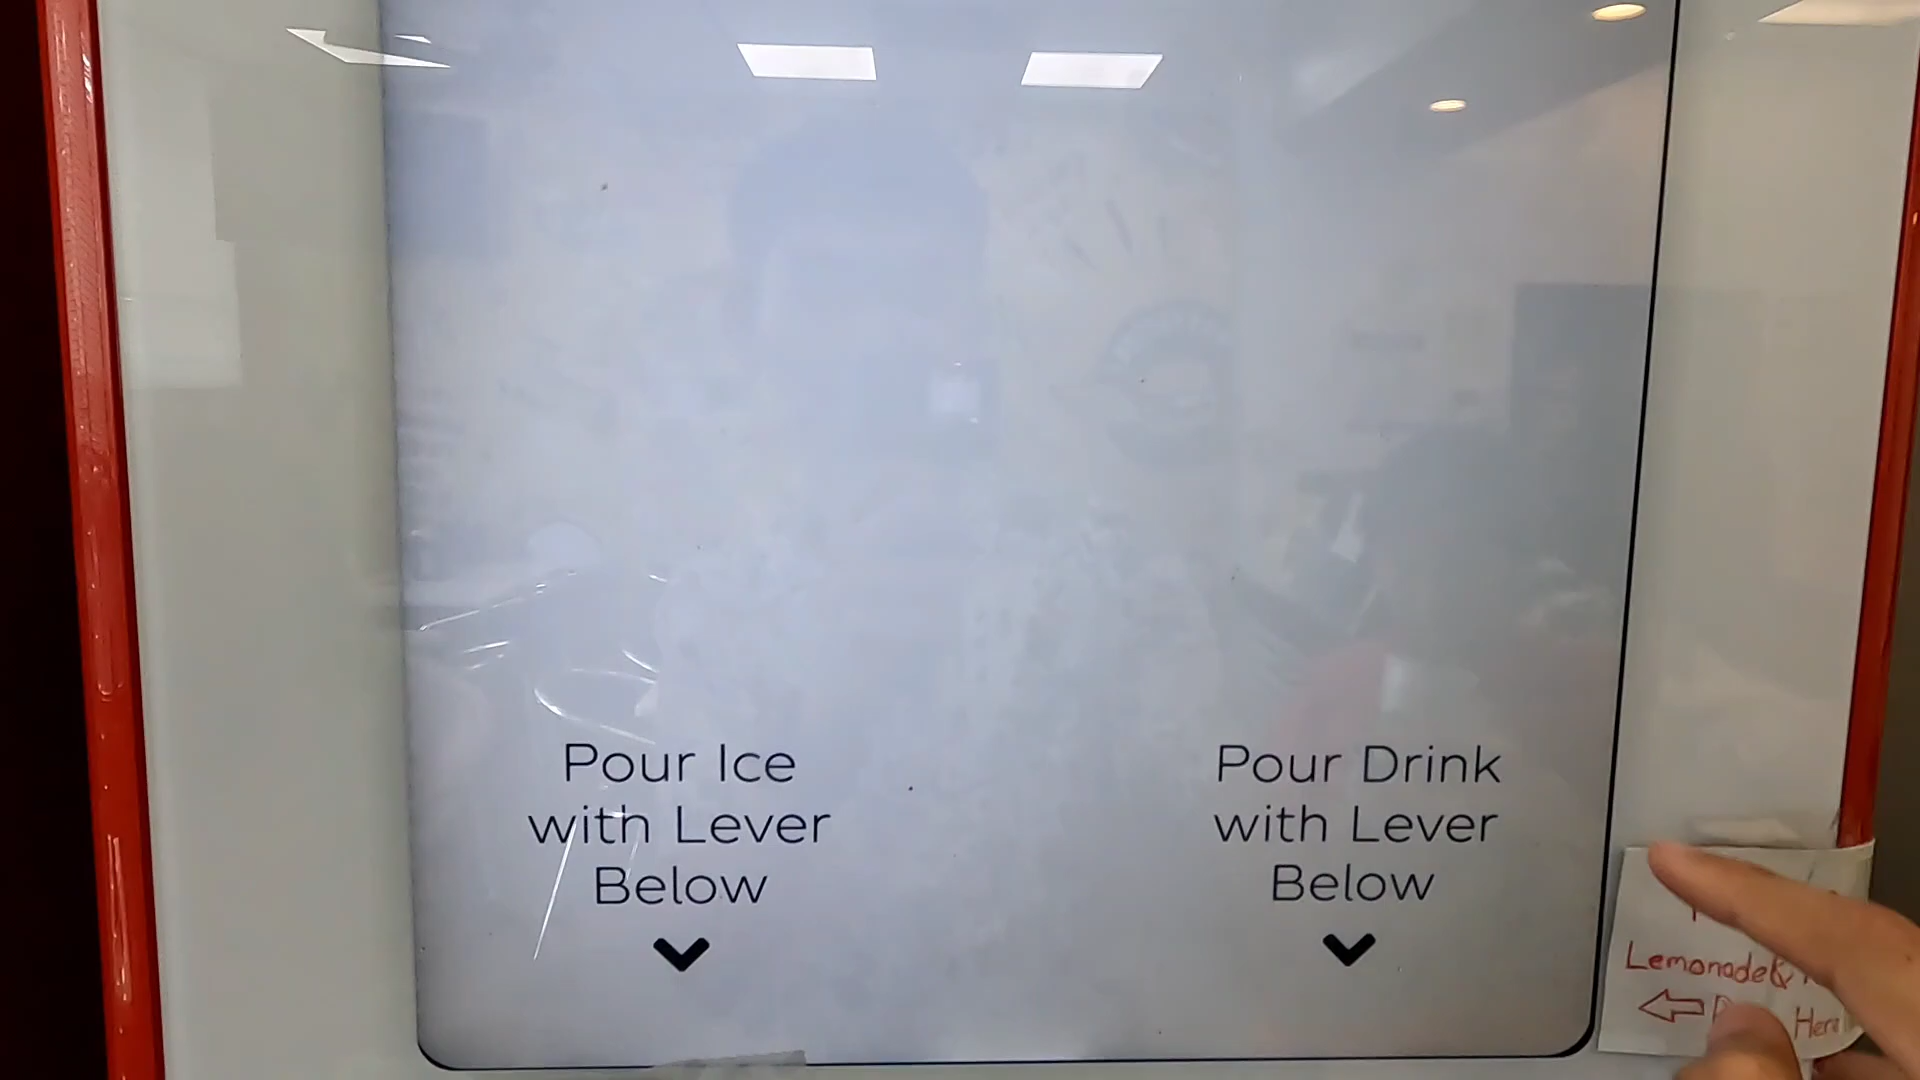 Pour Ice
with Lever
Below
Pour Drink
with Lever
Below
Lemonade &
Here